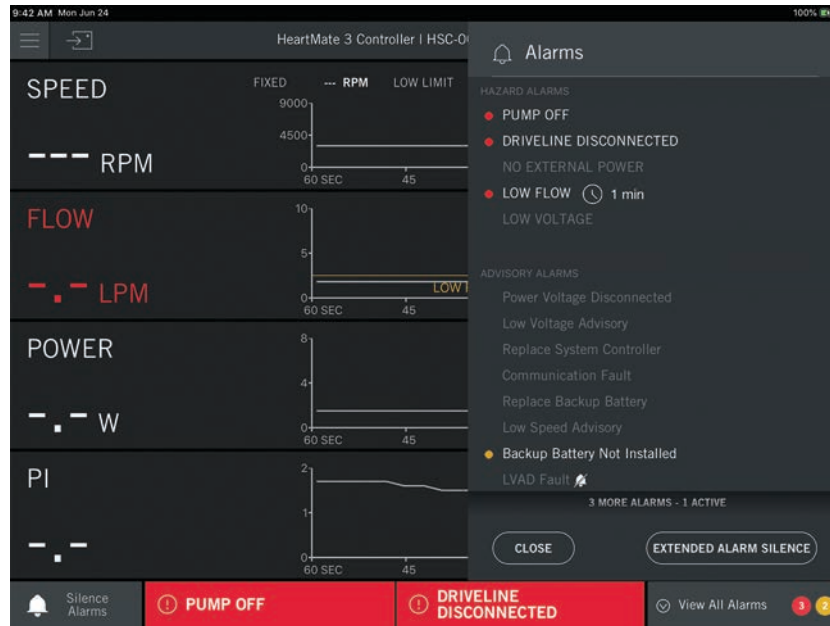 9:42 AM Mon Jun 24
100%
HeartMate 3 Controller | HSC-0
Alarms
SPEED
--- RPM
FIXED --- RPM LOW LIMIT
9000
4500
0
60 SEC 45
FLOW
-.- LPM
10
5
0
LOW
60 SEC 45
POWER
-.- W
8
4
0
60 SEC 45
PI
-.-
2
1
0
60 SEC 45
HAZARD ALARMS
PUMP OFF
DRIVELINE DISCONNECTED
NO EXTERNAL POWER
LOW FLOW 1 min
LOW VOLTAGE
ADVISORY ALARMS
Power Voltage Disconnected
Low Voltage Advisory
Replace System Controller
Communication Fault
Replace Backup Battery
Low Speed Advisory
Backup Battery Not Installed
LVAD Fault
3 MORE ALARMS - 1 ACTIVE
CLOSE
EXTENDED ALARM SILENCE
Silence
Alarms
PUMP OFF
DRIVELINE
DISCONNECTED
View All Alarms 3 2